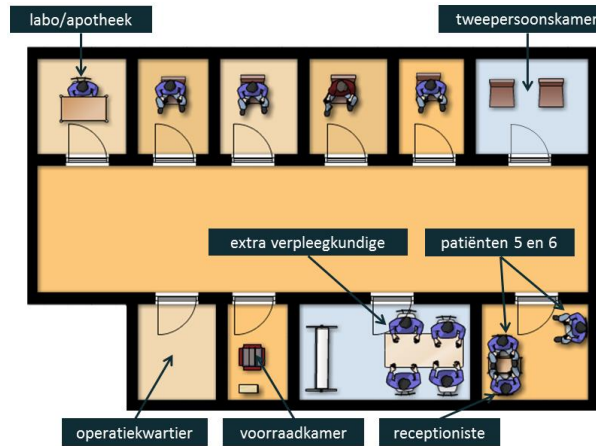 labo/apotheek
tweepersoonskamer
extra verpleegkundige
patiënten 5 en 6
operatiekwartier
voorraadkamer
receptioniste